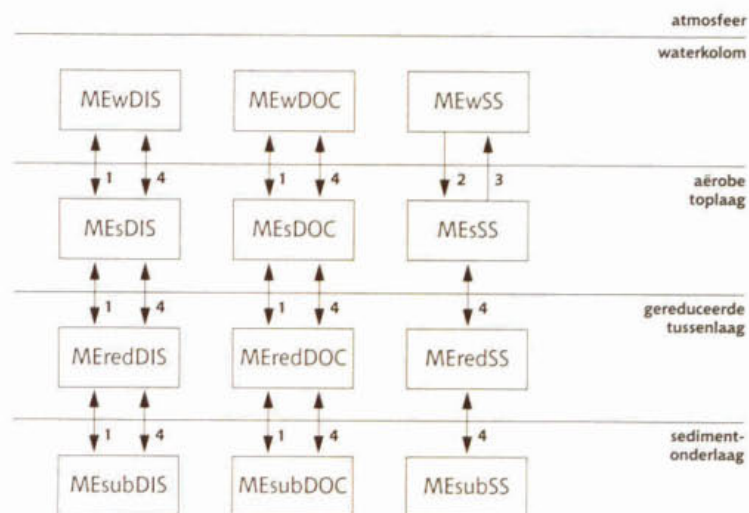 atmosfeer
waterkolom
MEwDIS MEwDOC MEwSS
1 4 1 4 2 3
aërobe
toplaag
MEsDIS MEsDOC MEsSS
1 4 1 4 4
gereduceerde
tussenlaag
MEredDIS MEredDOC MEredSS
1 4 1 4 4
sediment-
onderlaag
MEsubDIS MEsubDOC MEsubSS